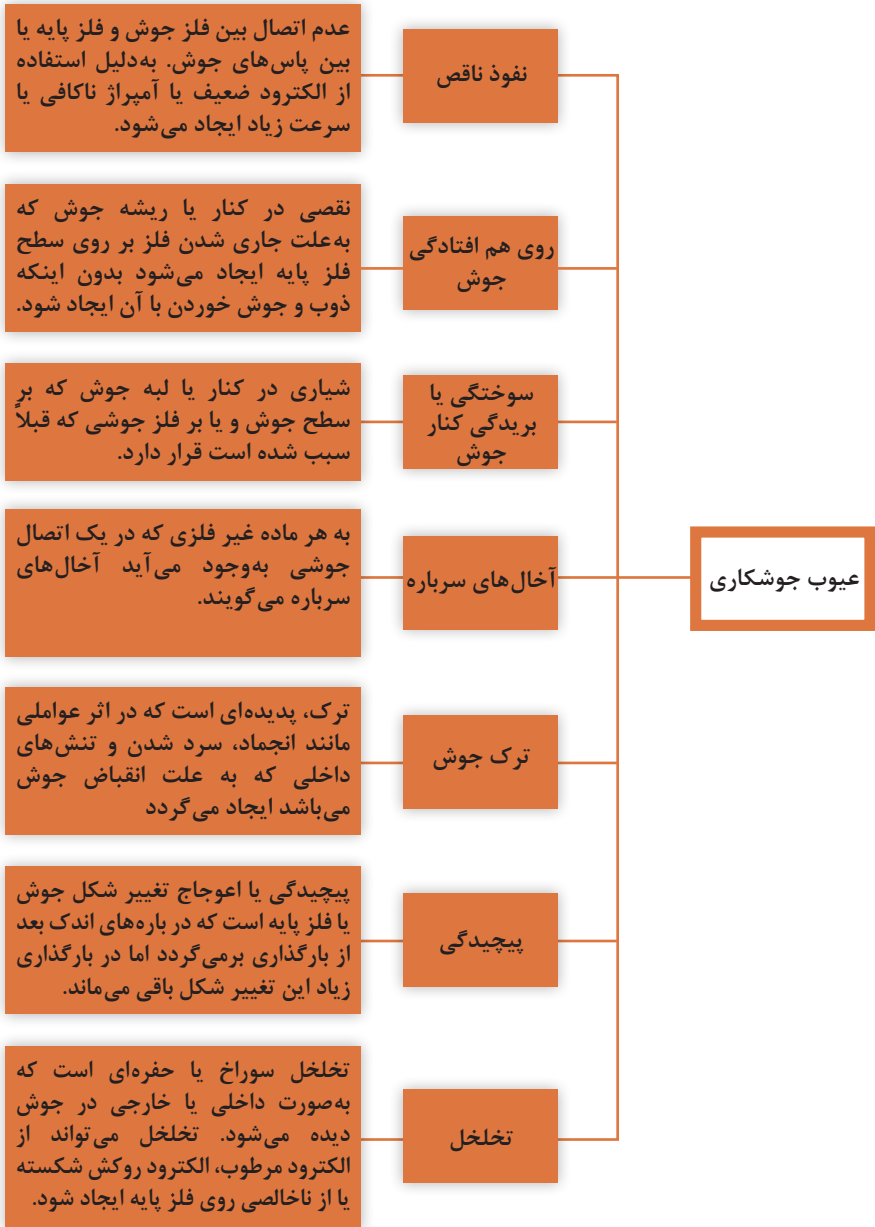 عیوب جوشکاری
نفوذ ناقص
عدم اتصال بین فلز جوش و فلز پایه یا
بین پاس‌های جوش. به‌دلیل استفاده
از الکترود ضعیف یا آمپراژ ناکافی یا
سرعت زیاد ایجاد می‌شود.
روی هم افتادگی
جوش
نقصی در کنار یا ریشه جوش که
به‌علت جاری شدن فلز بر روی سطح
فلز پایه ایجاد می‌شود بدون اینکه
ذوب و جوش خوردن با آن ایجاد شود.
سوختگی یا
بریدگی کنار
جوش
شیاری در کنار یا لبه جوش که بر
سطح جوش و یا بر فلز جوشی که قبلاً
سبب شده است قرار دارد.
آخال‌های سرباره
به هر ماده غیر فلزی که در یک اتصال
جوشی به‌وجود می‌آید آخال‌های
سرباره می‌گویند.
ترک جوش
ترک، پدیده‌ای است که در اثر عواملی
مانند انجماد، سرد شدن و تنش‌های
داخلی که به علت انقباض جوش
می‌باشد ایجاد می‌گردد
پیچیدگی
پیچیدگی یا اعوجاج تغییر شکل جوش
یا فلز پایه است که در باره‌های اندک بعد
از بارگذاری برمی‌گردد اما در بارگذاری
زیاد این تغییر شکل باقی می‌ماند.
تخلخل
تخلخل سوراخ یا حفره‌ای است که
به‌صورت داخلی یا خارجی در جوش
دیده می‌شود. تخلخل می‌تواند از
الکترود مرطوب، الکترود روکش شکسته
یا از ناخالصی روی فلز پایه ایجاد شود.